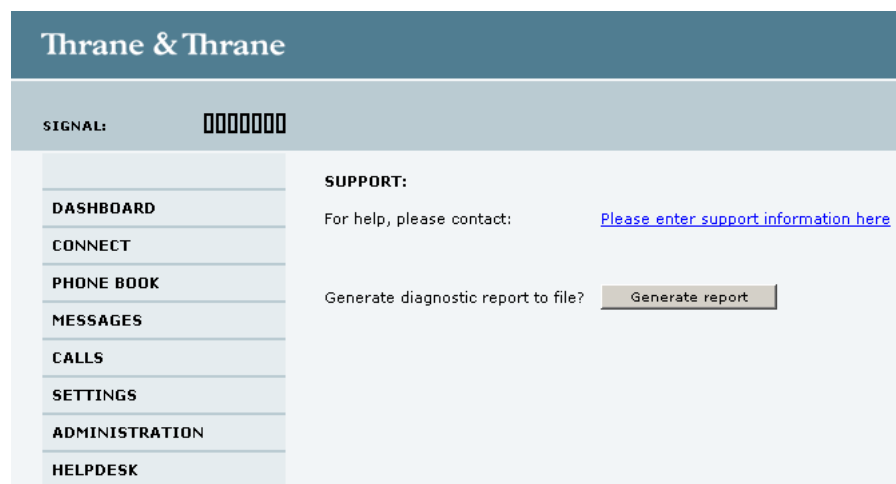 Thrane & Thrane
SIGNAL:
DASHBOARD
CONNECT
PHONE BOOK
MESSAGES
CALLS
SETTINGS
ADMINISTRATION
HELPDESK
SUPPORT:
For help, please contact: Please enter support information here
Generate diagnostic report to file? Generate report